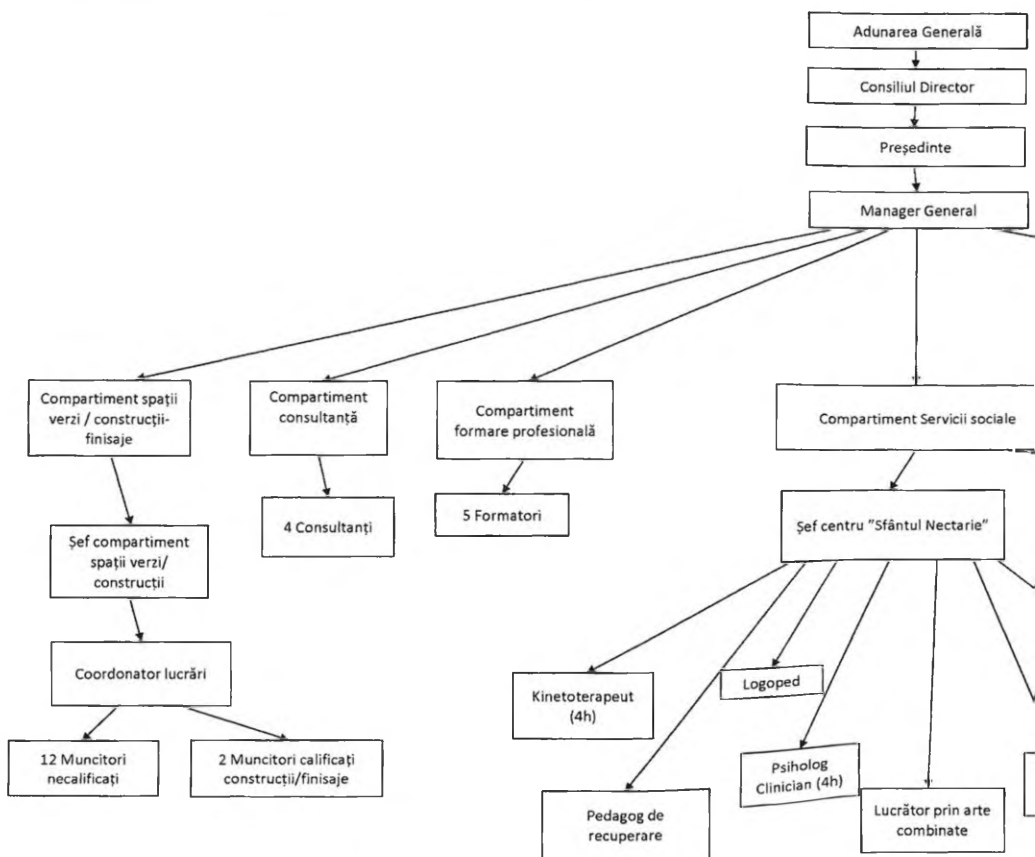 Adunarea Generală
Consiliul Director
Președinte
Manager General
Compartiment spații
verzi / construcții-
finisaje
Compartiment
consultanță
Compartiment
formare profesională
Compartiment Servicii sociale
4 Consultanți
5 Formatori
Șef centru "Sfântul Nectarie"
Șef compartiment
spații verzi/
construcții
Coordonator lucrări
Kinetoterapeut
(4h)
Logoped
12 Muncitori
necalificați
2 Muncitori calificați
construcții/finisaje
Psiholog
Clinician (4h)
Pedagog de
recuperare
Lucrător prin arte
combinate